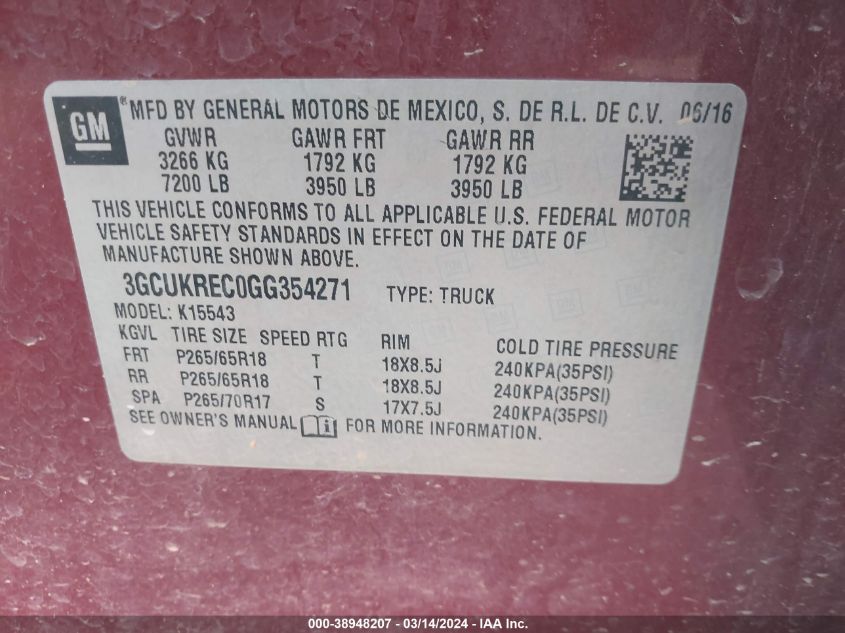 GM ® MFD BY GENERAL MOTORS DE MEXICO, S. DE R.L. DE C.V. 06/16
GVWR GAWR FRT GAWR RR
3266 KG 1792 KG 1792 KG
7200 LB 3950 LB 3950 LB
THIS VEHICLE CONFORMS TO ALL APPLICABLE U.S. FEDERAL MOTOR
VEHICLE SAFETY STANDARDS IN EFFECT ON THE DATE OF
MANUFACTURE SHOWN ABOVE.
3GCUKREC0GG354271 TYPE: TRUCK
MODEL: K15543
KGVL TIRE SIZE SPEED RTG RIM COLD TIRE PRESSURE
FRT P265/65R18 T 18X8.5J 240KPA(35PSI)
RR P265/65R18 T 18X8.5J 240KPA(35PSI)
SPA P265/70R17 S 17X7.5J 240KPA(35PSI)
SEE OWNER'S MANUAL i FOR MORE INFORMATION.
000-38948207 - 03/14/2024 - IAA Inc.